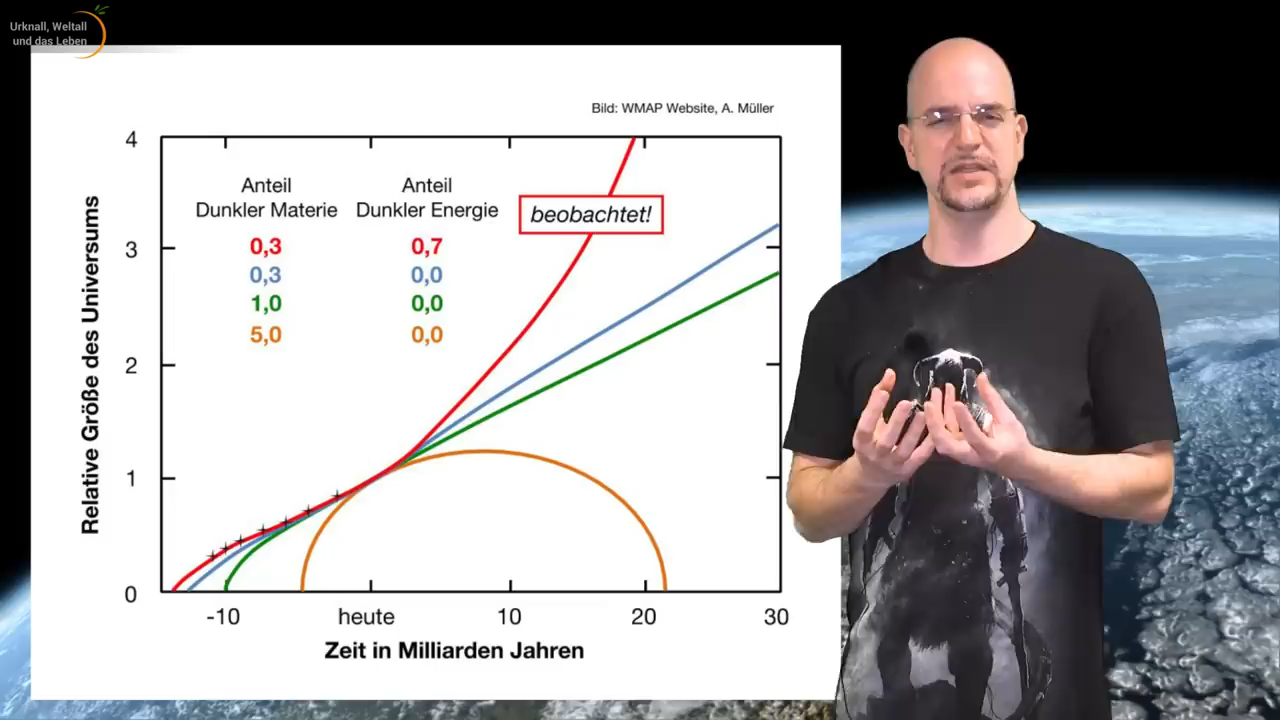 Urknall, Weltall
und das Leben
Bild: WMAP Website, A. Müller
Relative Größe des Universums
4
3
2
1
0
Anteil
Dunkler Materie
Anteil
Dunkler Energie
0,3 0,7
0,3 0,0
1,0 0,0
5,0 0,0
beobachtet!
-10 heute 10 20 30
Zeit in Milliarden Jahren